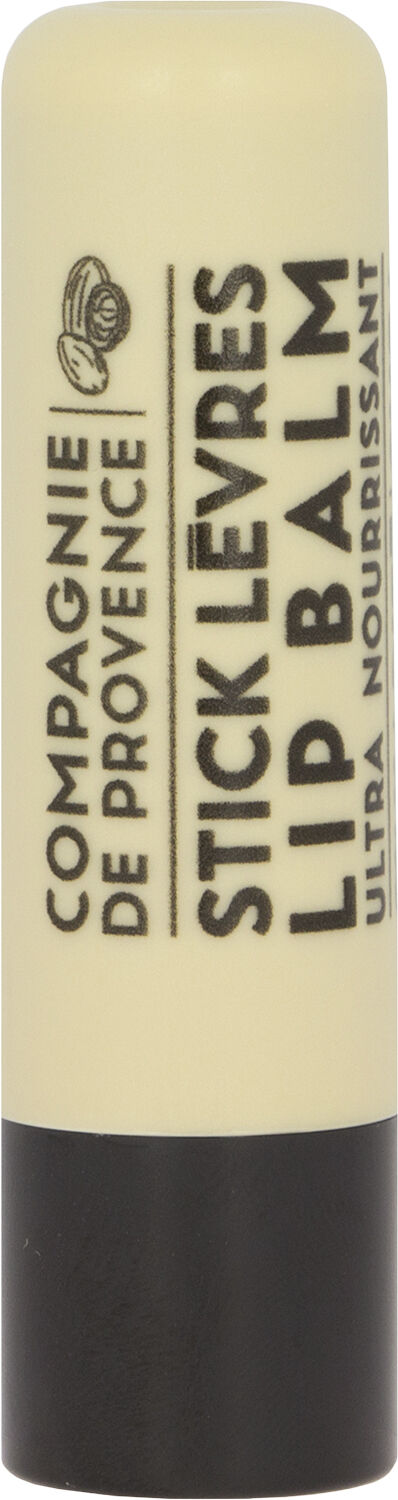 COMPAGNIE
DE PROVENCE
STICK LÈVRES
LIP BALM
ULTRA NOURRISSANT